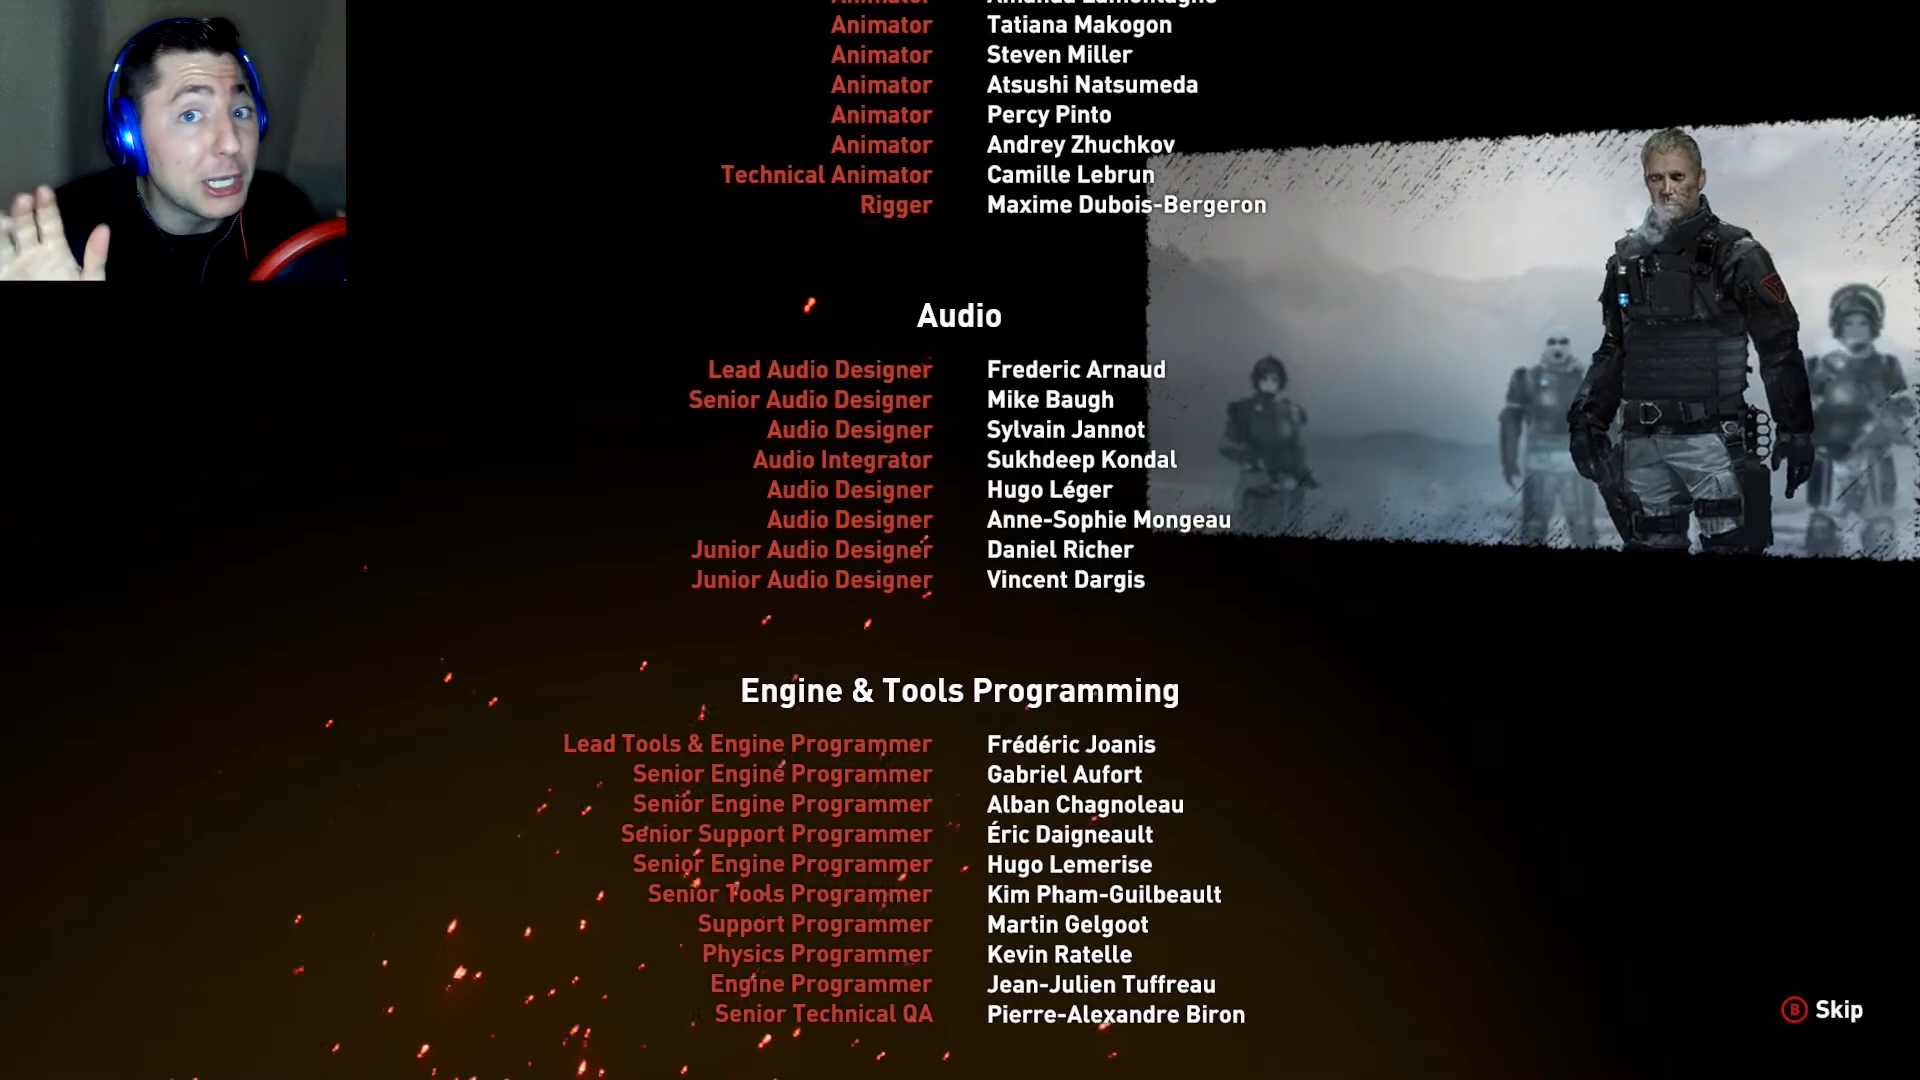 Animator Tatiana Makogon
Animator Steven Miller
Animator Atsushi Natsumeda
Animator Percy Pinto
Animator Andrey Zhuchkov
Technical Animator Camille Lebrun
Rigger Maxime Dubois-Bergeron
Audio
Lead Audio Designer Frederic Arnaud
Senior Audio Designer Mike Baugh
Audio Designer Sylvain Jannot
Audio Integrator Sukhdeep Kondal
Audio Designer Hugo Léger
Audio Designer Anne-Sophie Mongeau
Junior Audio Designer Daniel Richer
Junior Audio Designer Vincent Dargis
Engine & Tools Programming
Lead Tools & Engine Programmer Frédéric Joanis
Senior Engine Programmer Gabriel Aufort
Senior Engine Programmer Alban Chagnoleau
Senior Support Programmer Éric Daigneault
Senior Engine Programmer Hugo Lemerise
Senior Tools Programmer Kim Pham-Guilbeault
Support Programmer Martin Gelgoot
Physics Programmer Kevin Ratelle
Engine Programmer Jean-Julien Tuffreau
Senior Technical QA Pierre-Alexandre Biron
B Skip